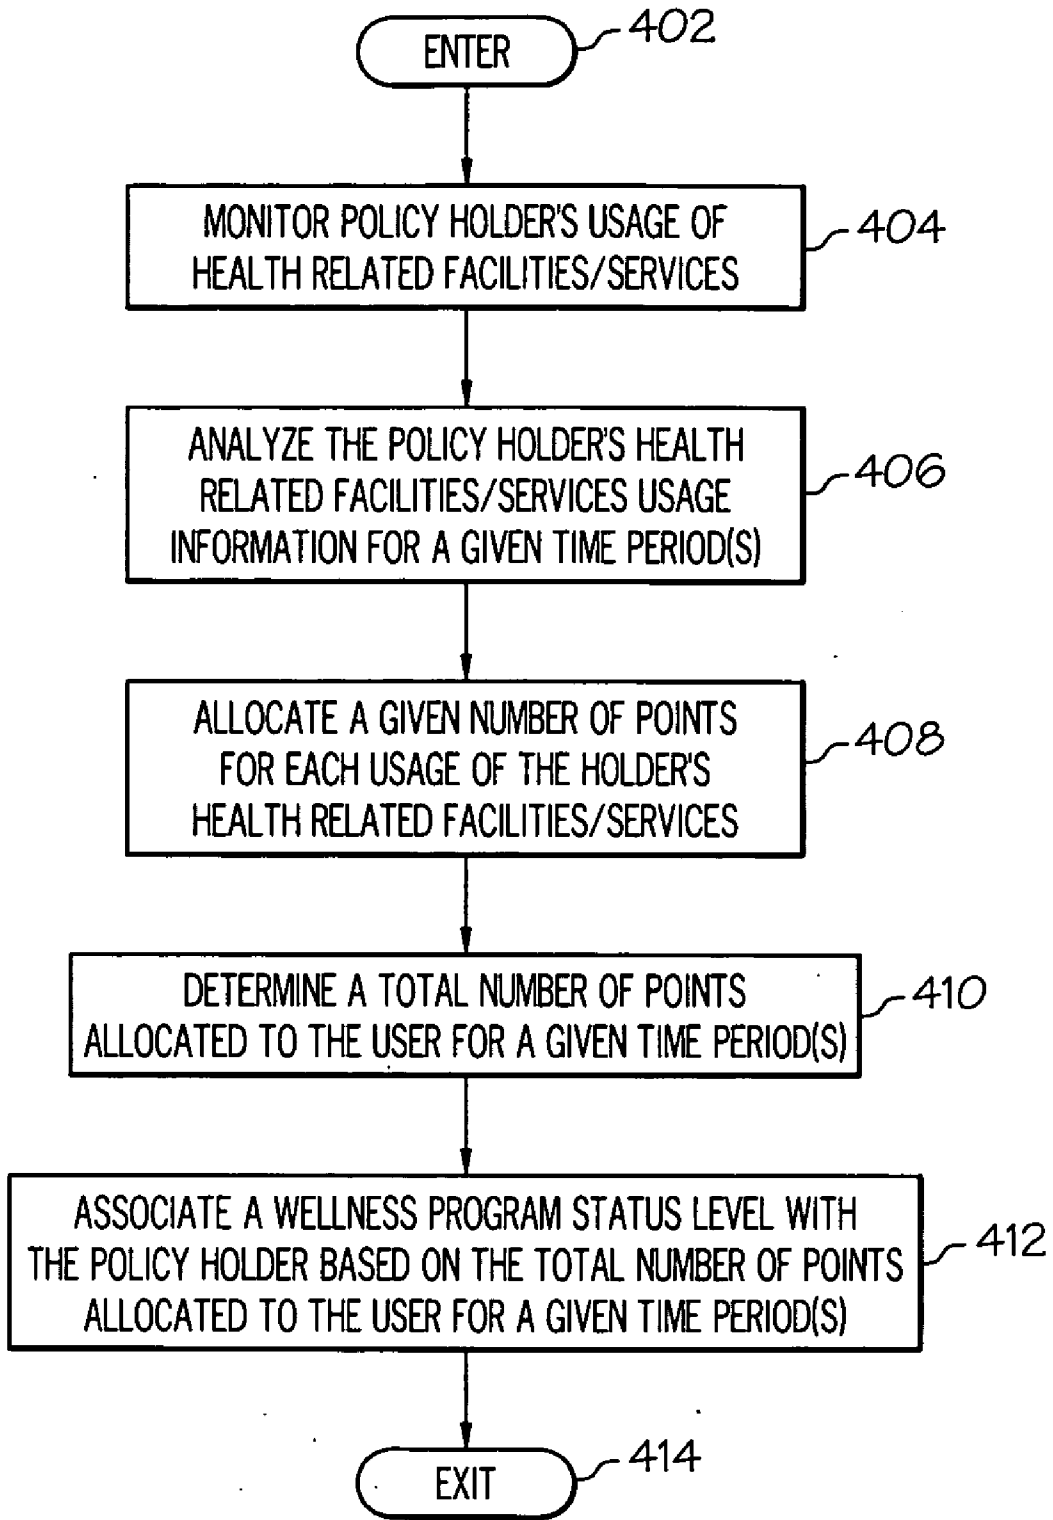 ENTER
402
MONITOR POLICY HOLDER'S USAGE OF
HEALTH RELATED FACILITIES/SERVICES
404
ANALYZE THE POLICY HOLDER'S HEALTH
RELATED FACILITIES/SERVICES USAGE
INFORMATION FOR A GIVEN TIME PERIOD(S)
406
ALLOCATE A GIVEN NUMBER OF POINTS
FOR EACH USAGE OF THE HOLDER'S
HEALTH RELATED FACILITIES/SERVICES
408
DETERMINE A TOTAL NUMBER OF POINTS
ALLOCATED TO THE USER FOR A GIVEN TIME PERIOD(S)
410
ASSOCIATE A WELLNESS PROGRAM STATUS LEVEL WITH
THE POLICY HOLDER BASED ON THE TOTAL NUMBER OF POINTS
ALLOCATED TO THE USER FOR A GIVEN TIME PERIOD(S)
412
EXIT
414